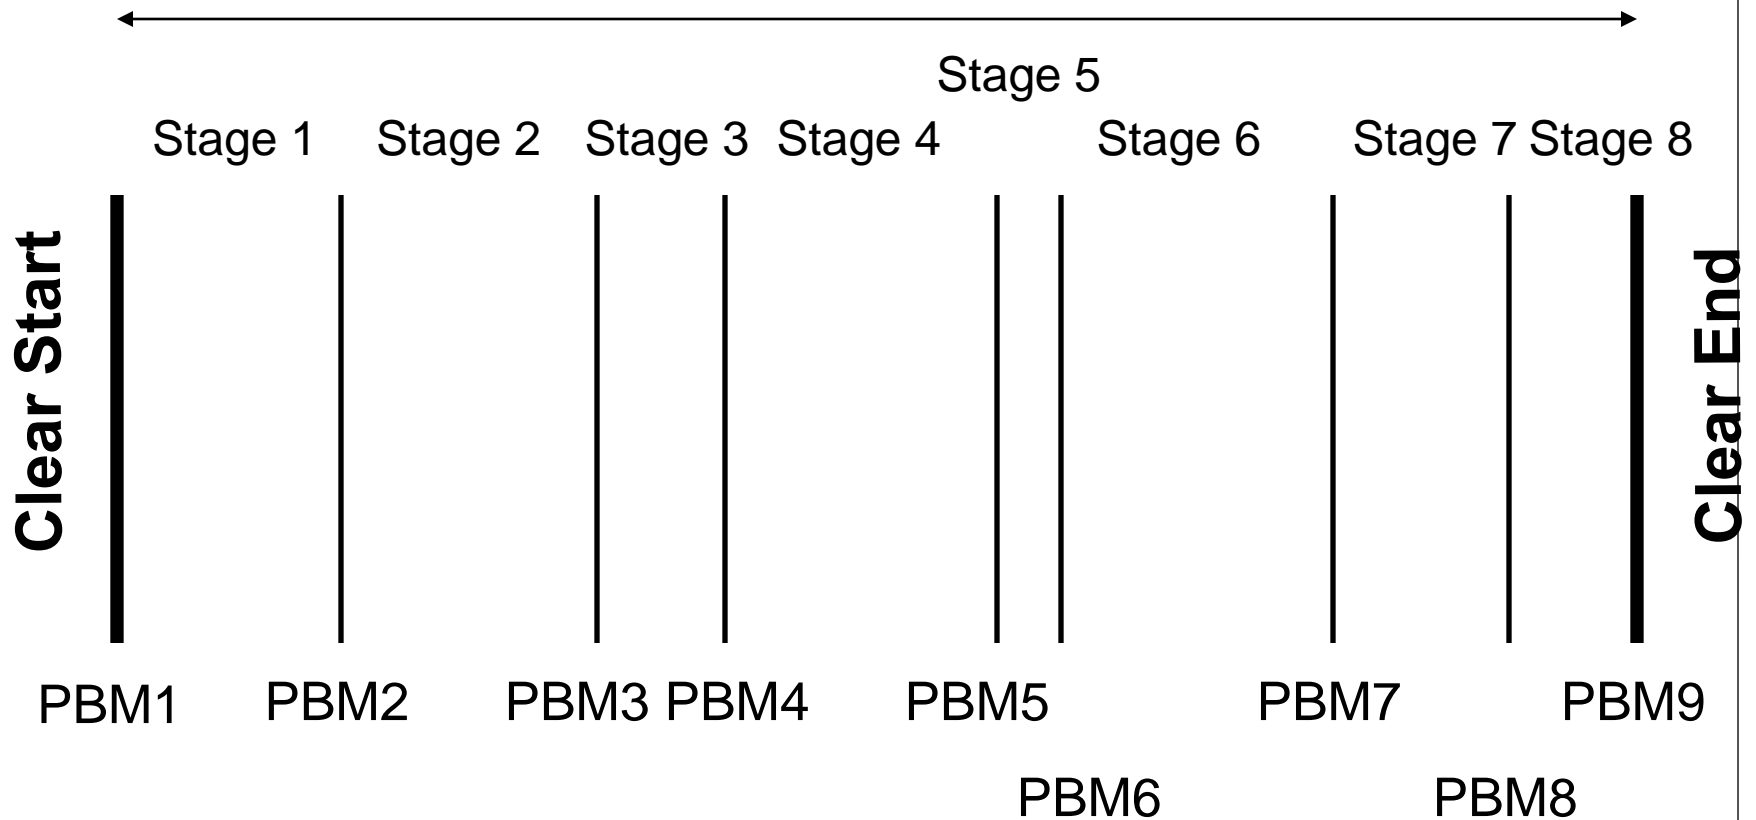 Stage 5
Stage 1 Stage 2 Stage 3 Stage 4 Stage 6 Stage 7 Stage 8
Clear Start
Clear End
PBM1 PBM2 PBM3 PBM4 PBM5 PBM7 PBM9
PBM6 PBM8